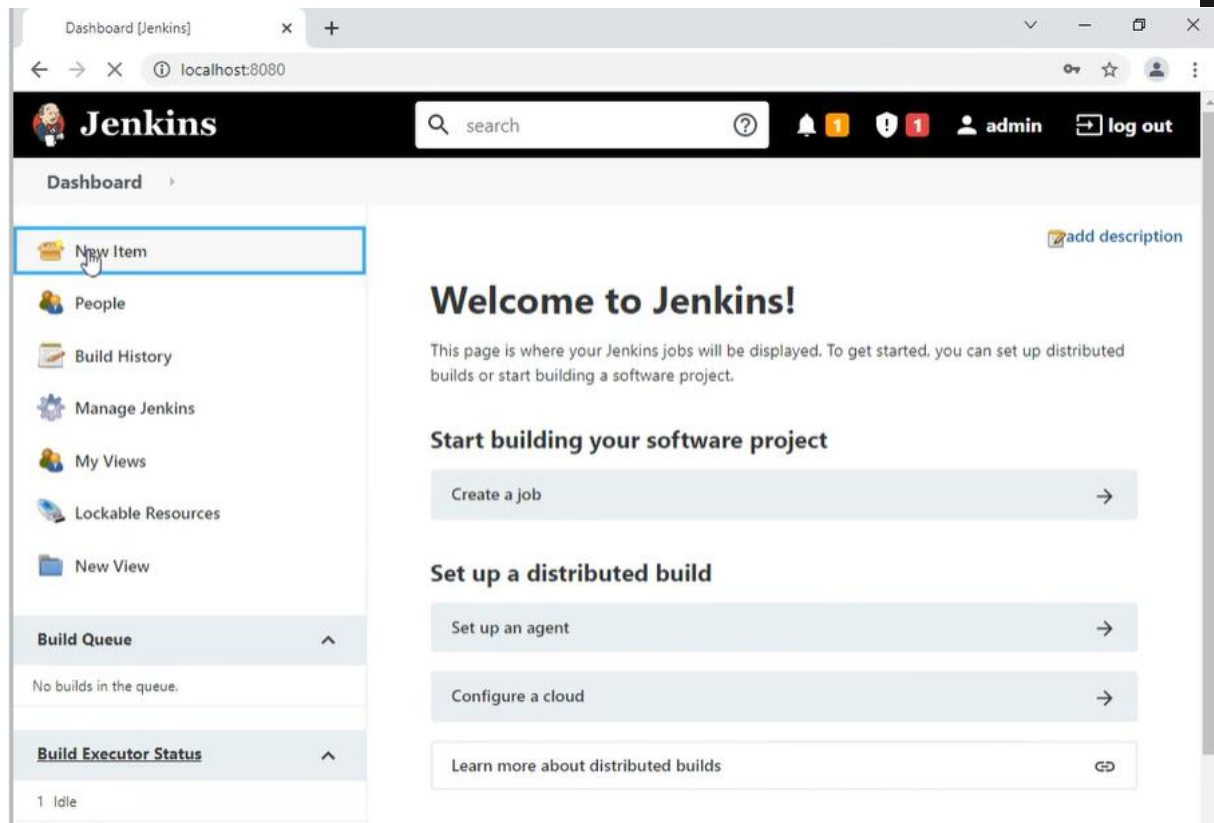 Dashboard [Jenkins]
localhost:8080
Jenkins
search
1
1
admin
log out
Dashboard
New Item
add description
People
Build History
Manage Jenkins
My Views
Lockable Resources
New View
Build Queue
No builds in the queue.
Build Executor Status
1 Idle
Welcome to Jenkins!
This page is where your Jenkins jobs will be displayed. To get started, you can set up distributed
builds or start building a software project.
Start building your software project
Create a job
Set up a distributed build
Set up an agent
Configure a cloud
Learn more about distributed builds